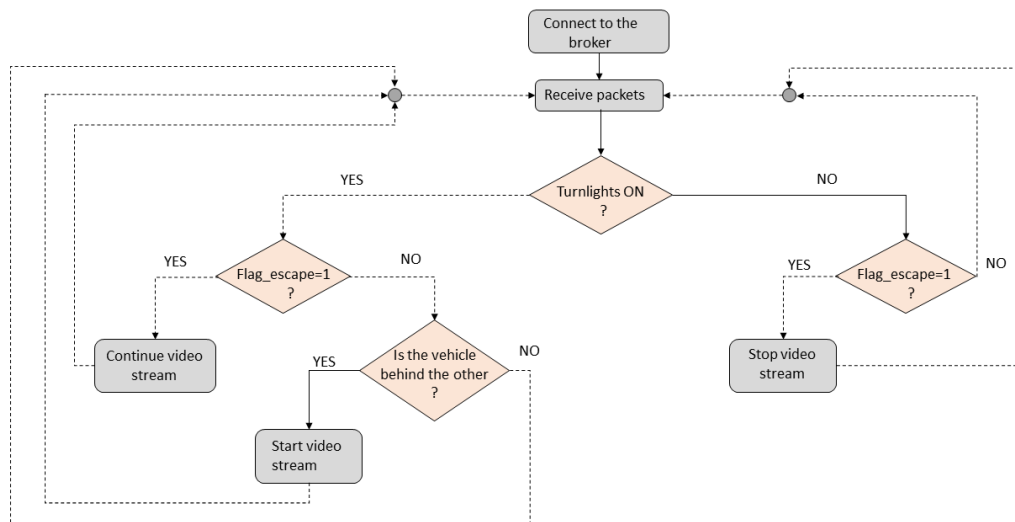 Connect to the
broker
Receive packets
Turnlights ON
?
YES
NO
Flag_escape=1
?
YES
NO
Flag_escape=1
?
YES
NO
Continue video
stream
Is the vehicle
behind the other
?
YES
NO
Stop video
stream
Start video
stream